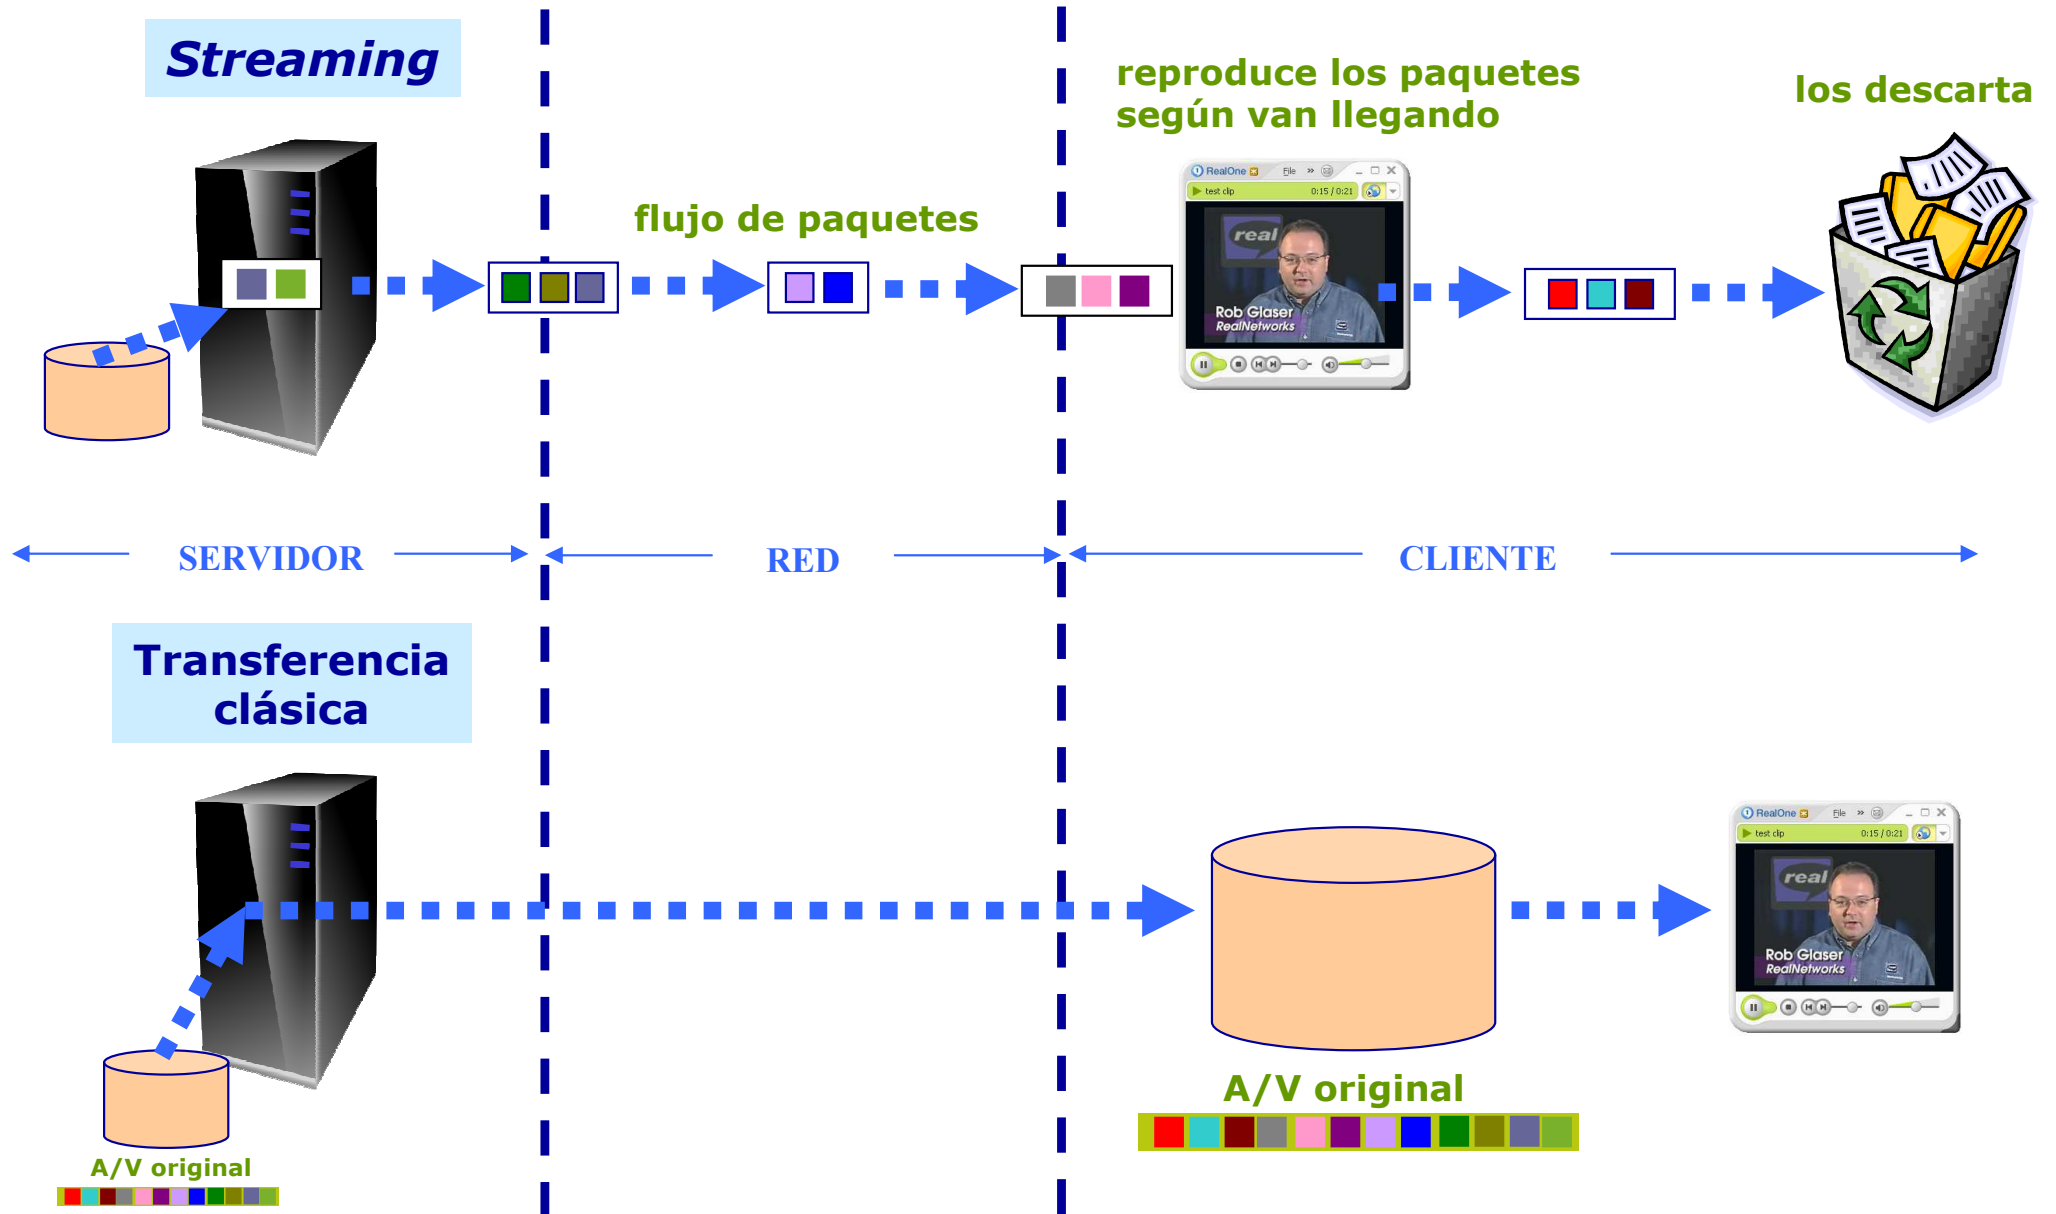 Streaming
reproduce los paquetes
según van llegando
los descarta
flujo de paquetes
RealOne File »
test clip 0:15 / 0:21
real
Rob Glaser
RealNetworks
SERVIDOR
RED
CLIENTE
Transferencia
clásica
RealOne File »
test clip 0:15 / 0:21
real
Rob Glaser
RealNetworks
A/V original
A/V original